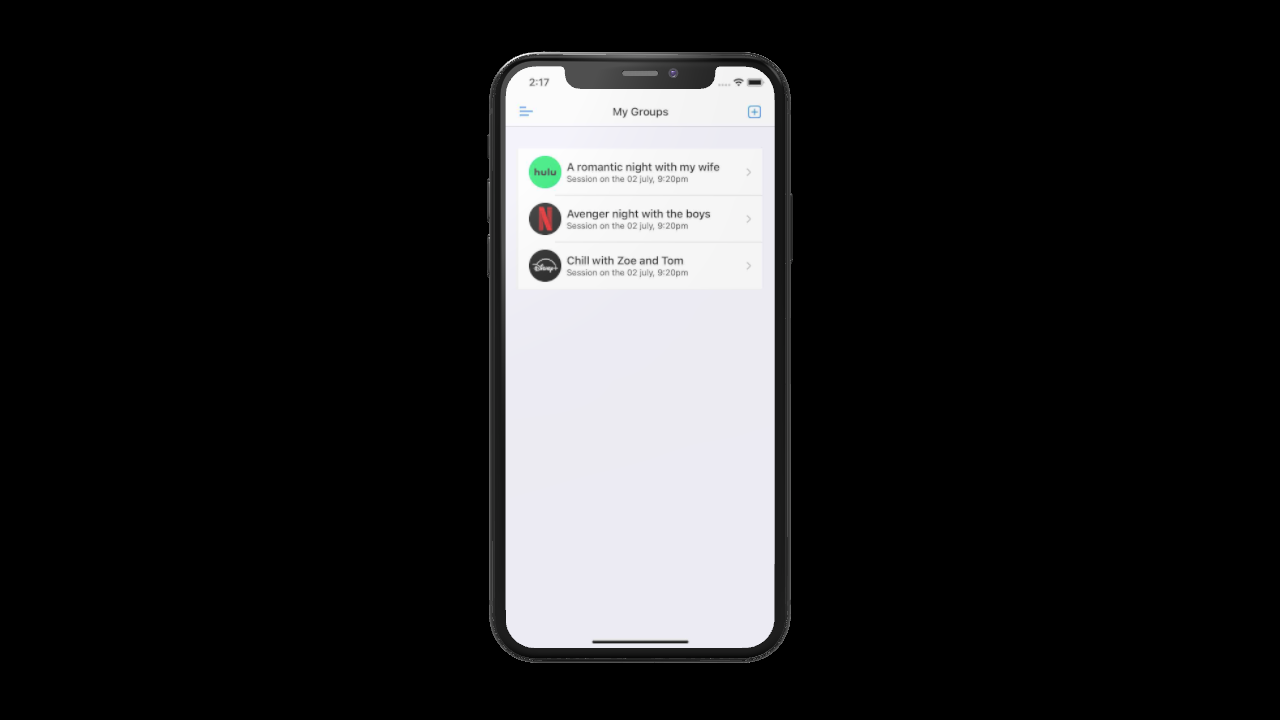 2:17
My Groups
hulu
A romantic night with my wife
Session on the 02 july, 9:20pm
N
Avenger night with the boys
Session on the 02 july, 9:20pm
Disney+
Chill with Zoe and Tom
Session on the 02 july, 9:20pm